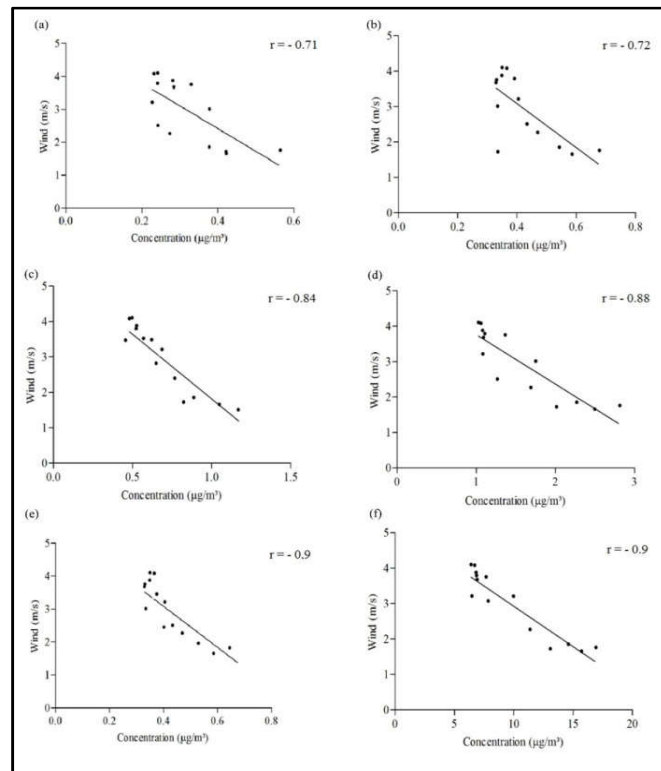 (a)
r = - 0.71
5
4
3
2
1
0
Wind (m/s)
0.0 0.2 0.4 0.6
Concentration (µg/m³)
(b)
r = - 0.72
5
4
3
2
1
0
Wind (m/s)
0.0 0.2 0.4 0.6 0.8
Concentration (µg/m³)
(c)
r = - 0.84
5
4
3
2
1
0
Wind (m/s)
0.0 0.5 1.0 1.5
Concentration (µg/m³)
(d)
r = - 0.88
5
4
3
2
1
0
Wind (m/s)
0 1 2 3
Concentration (µg/m³)
(e)
r = - 0.9
5
4
3
2
1
0
Wind (m/s)
0.0 0.2 0.4 0.6 0.8
Concentration (µg/m³)
(f)
r = - 0.9
5
4
3
2
1
0
Wind (m/s)
0 5 10 15 20
Concentration (µg/m³)